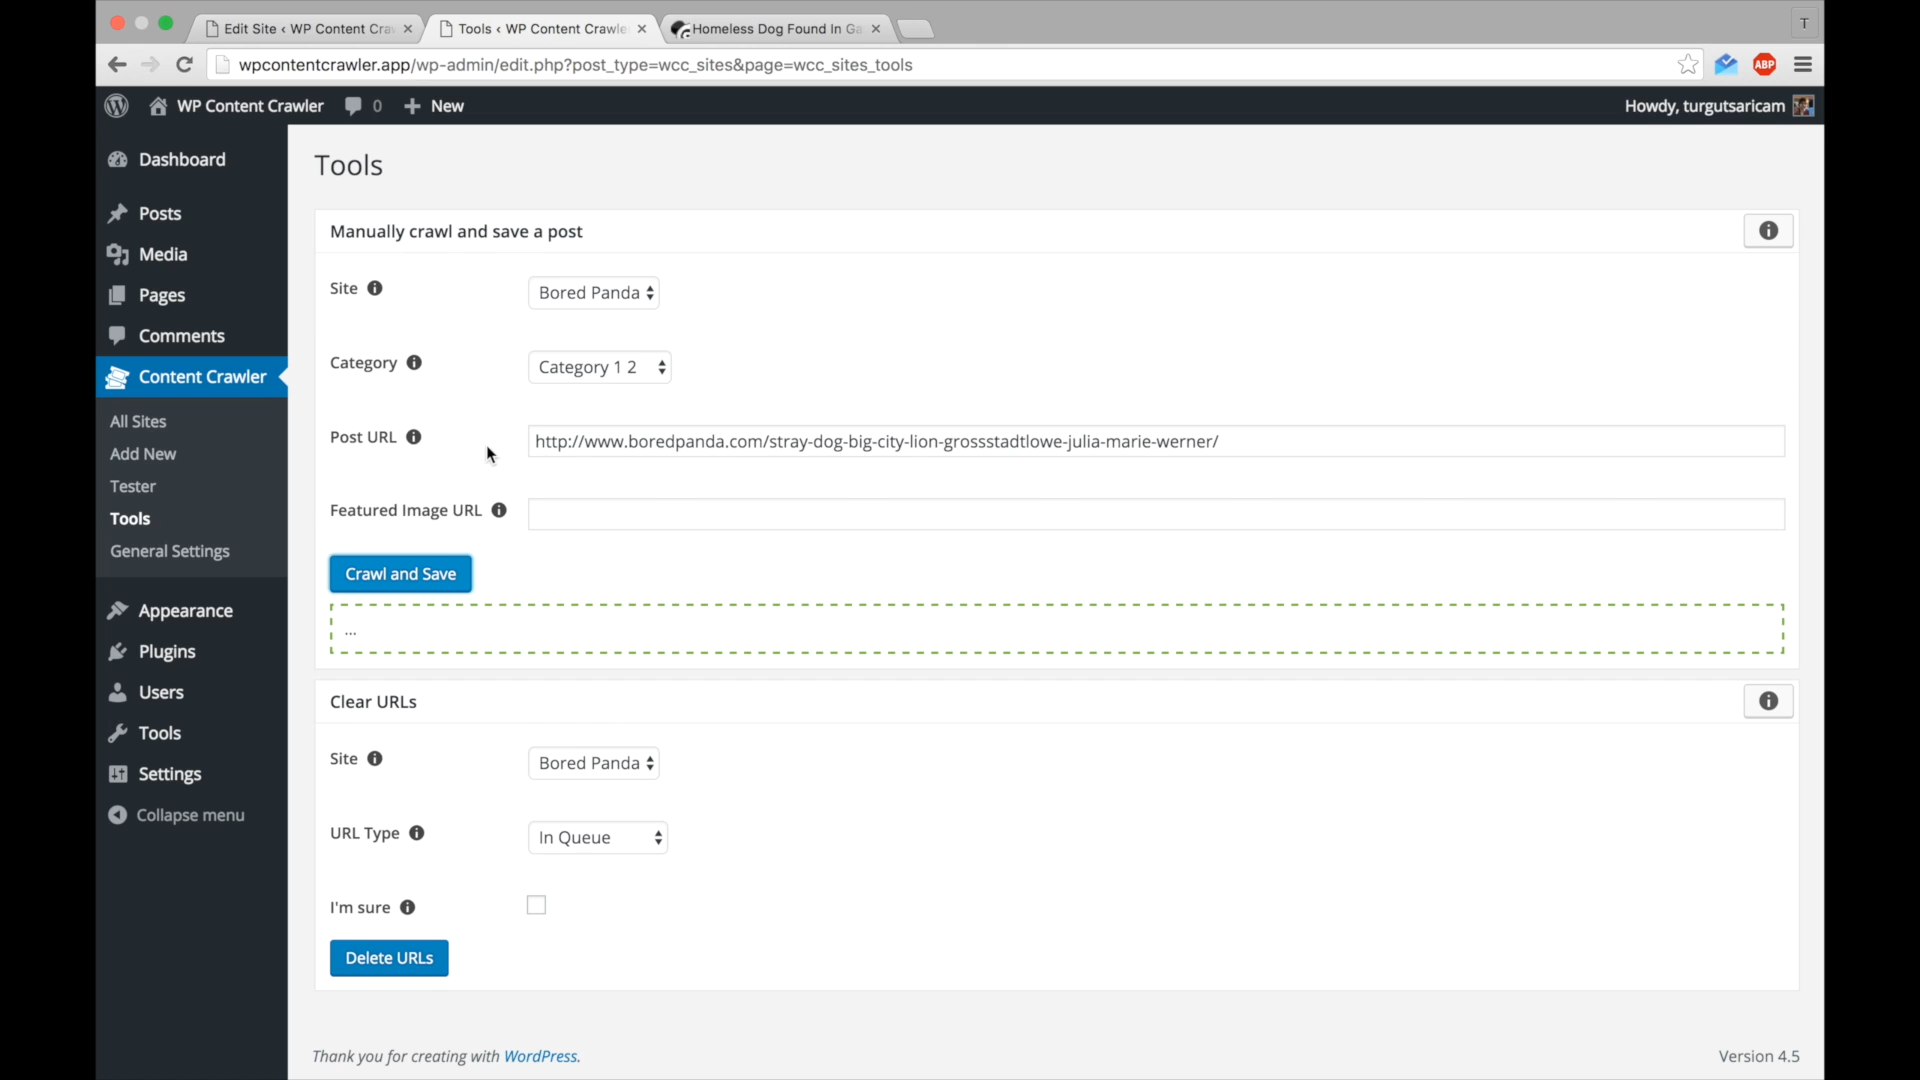 Edit Site ‹ WP Content Cra
Tools ‹ WP Content Crawle
Homeless Dog Found In Ga
T
wpcontentcrawler.app/wp-admin/edit.php?post_type=wcc_sites&page=wcc_sites_tools
ABP
WP Content Crawler
0
New
Howdy, turgutsaricam
Dashboard
Posts
Media
Pages
Comments
Content Crawler
All Sites
Add New
Tester
Tools
General Settings
Appearance
Plugins
Users
Tools
Settings
Collapse menu
Tools
Manually crawl and save a post
Site
Bored Panda
Category
Category 1 2
Post URL
http://www.boredpanda.com/stray-dog-big-city-lion-grossstadtlowe-julia-marie-werner/
Featured Image URL
Crawl and Save
...
Clear URLs
Site
Bored Panda
URL Type
In Queue
I'm sure
Delete URLs
Thank you for creating with WordPress.
Version 4.5